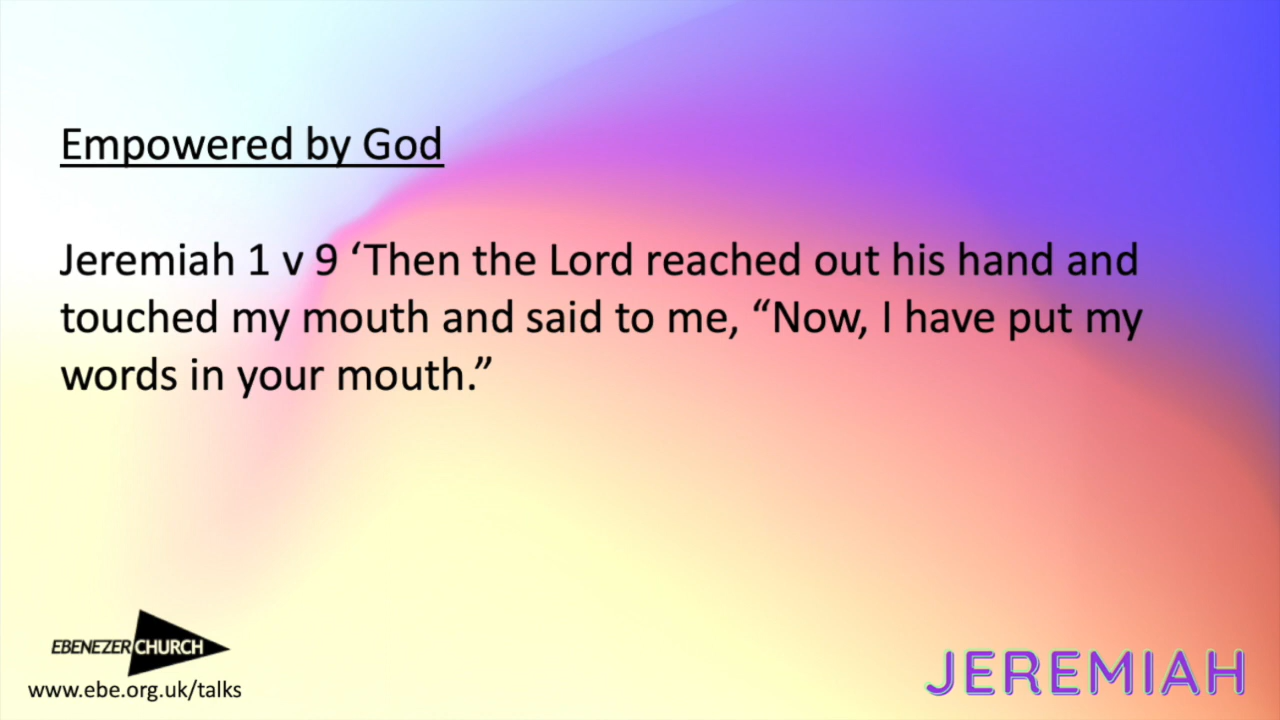 Empowered by God
Jeremiah 1 v 9 ‘Then the Lord reached out his hand and
touched my mouth and said to me, “Now, I have put my
words in your mouth.”
EBENEZER CHURCH
www.ebe.org.uk/talks
JEREMIAH